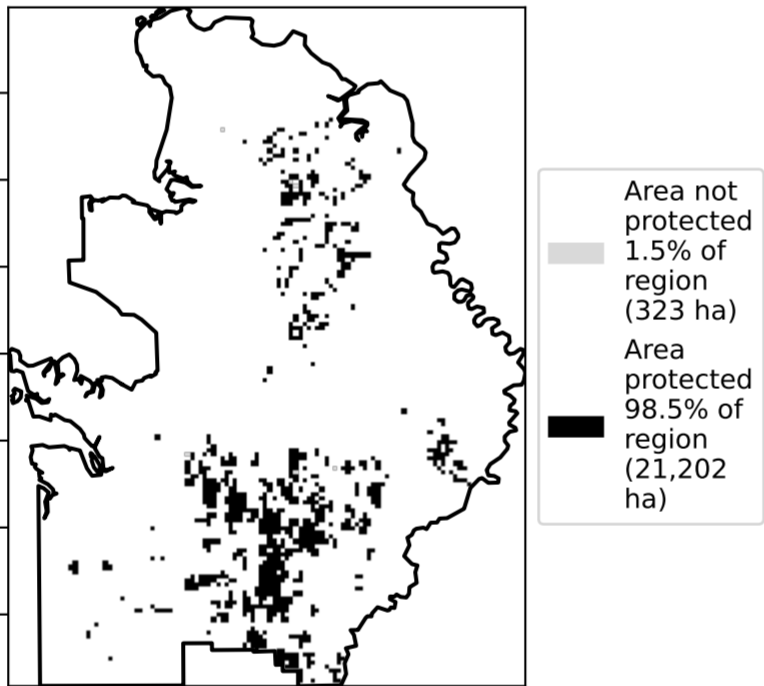 Area not
protected
1.5% of
region
(323 ha)
Area
protected
98.5% of
region
(21,202
ha)